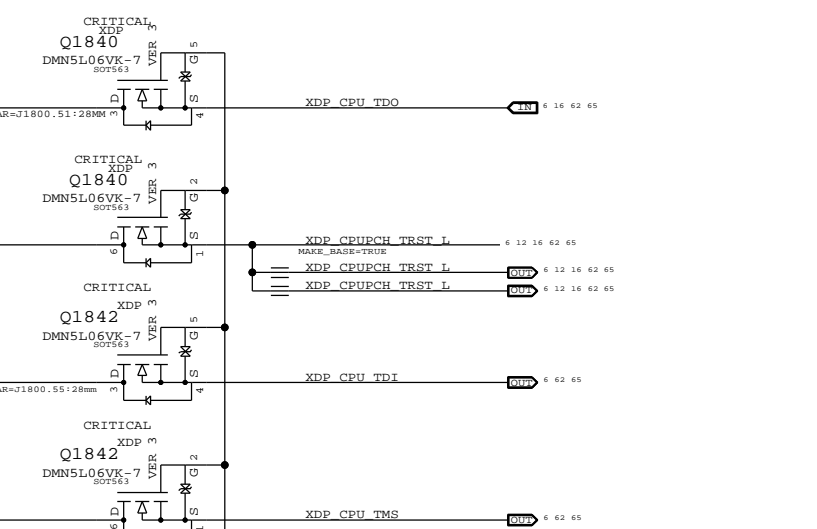 CRITICAL
XDP
Q1840
DMN5L06VK-7
SOT563
VER 3
G 5
D
3
S
4
AR=J1800.51:28MM
XDP_CPU_TDO
IN
6 16 62 65
CRITICAL
XDP
Q1840
DMN5L06VK-7
SOT563
VER 3
G 2
D
6
S
1
XDP_CPUPCH_TRST_L
6 12 16 62 65
MAKE_BASE=TRUE
XDP_CPUPCH_TRST_L
OUT
6 12 16 62 65
XDP_CPUPCH_TRST_L
OUT
6 12 16 62 65
CRITICAL
XDP
Q1842
DMN5L06VK-7
SOT563
VER 3
G 5
D
3
S
4
AR=J1800.55:28mm
XDP_CPU_TDI
OUT
6 62 65
CRITICAL
XDP
Q1842
DMN5L06VK-7
SOT563
VER 3
G 2
D
6
S
1
XDP_CPU_TMS
OUT
6 62 65